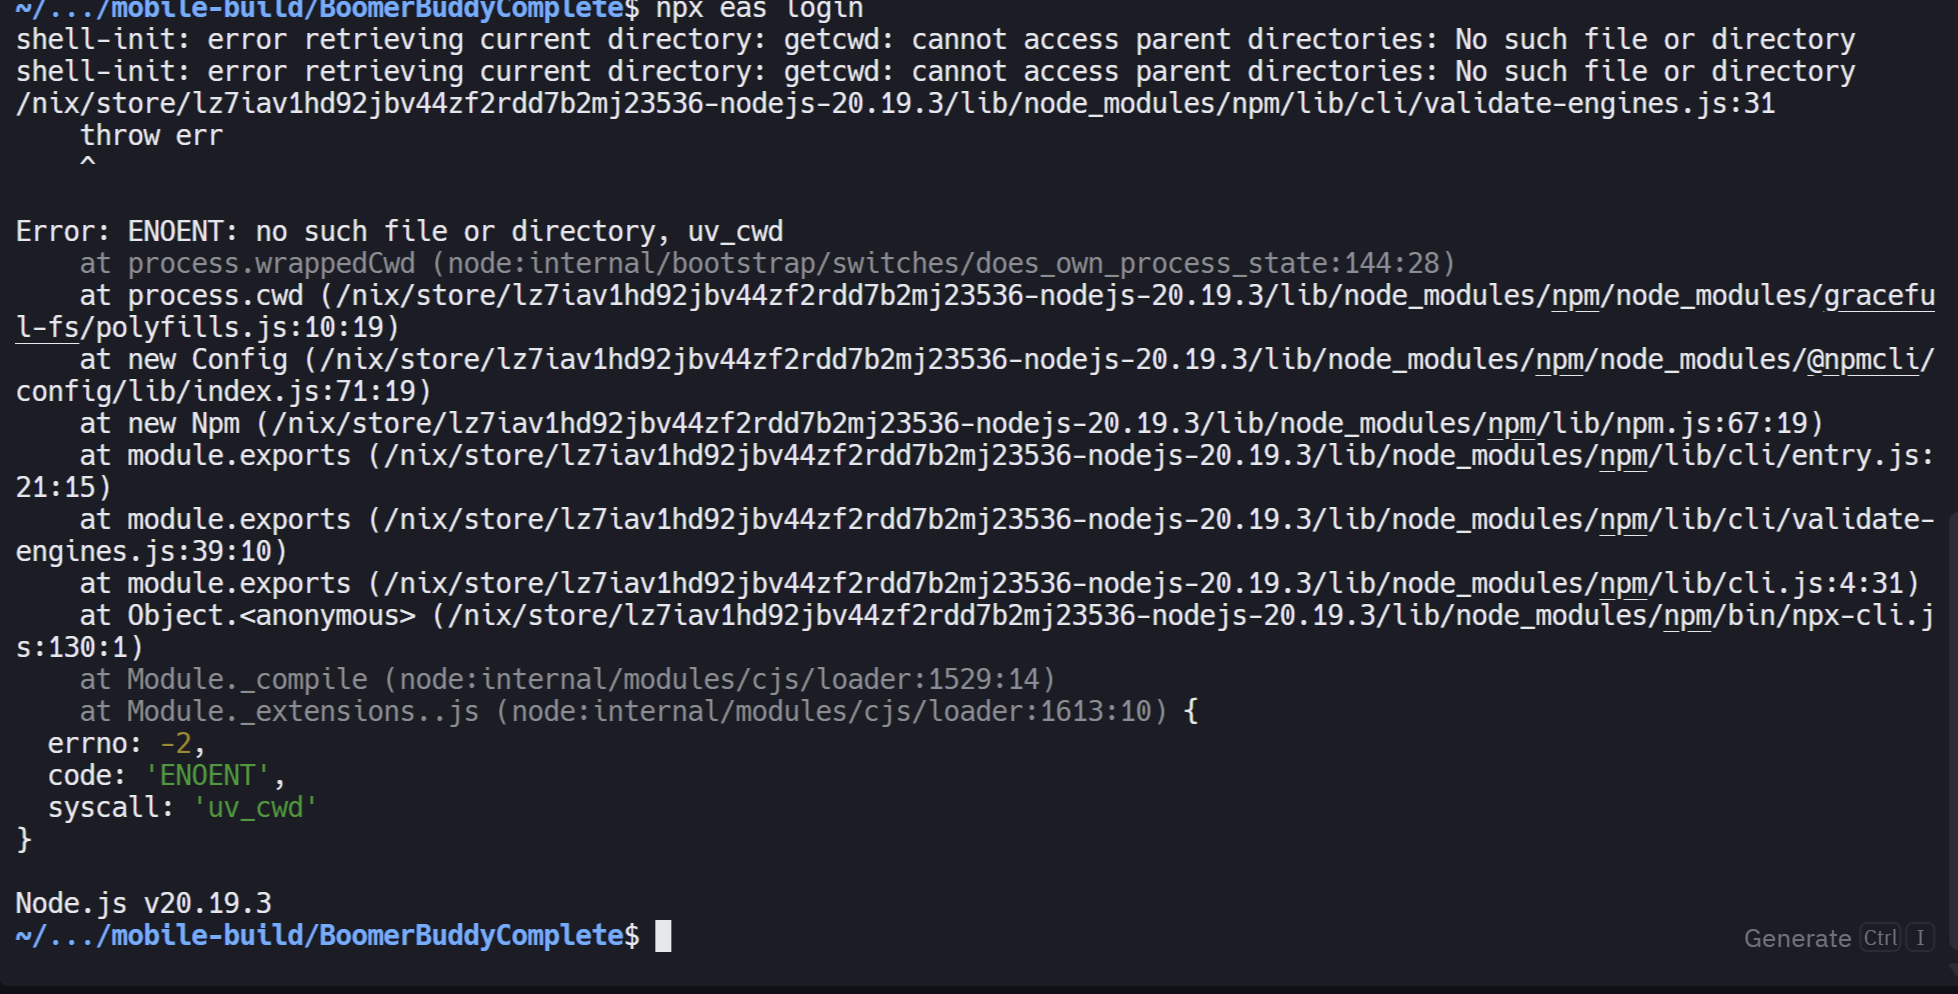 ~/.../mobile-build/BoomerBuddyComplete$ npx eas login
shell-init: error retrieving current directory: getcwd: cannot access parent directories: No such file or directory
shell-init: error retrieving current directory: getcwd: cannot access parent directories: No such file or directory
/nix/store/lz7iav1hd92jbv44zf2rdd7b2mj23536-nodejs-20.19.3/lib/node_modules/npm/lib/cli/validate-engines.js:31
    throw err
    ^
Error: ENOENT: no such file or directory, uv_cwd
    at process.wrappedCwd (node:internal/bootstrap/switches/does_own_process_state:144:28)
    at process.cwd (/nix/store/lz7iav1hd92jbv44zf2rdd7b2mj23536-nodejs-20.19.3/lib/node_modules/npm/node_modules/gracefu
l-fs/polyfills.js:10:19)
    at new Config (/nix/store/lz7iav1hd92jbv44zf2rdd7b2mj23536-nodejs-20.19.3/lib/node_modules/npm/node_modules/@npmcli/
config/lib/index.js:71:19)
    at new Npm (/nix/store/lz7iav1hd92jbv44zf2rdd7b2mj23536-nodejs-20.19.3/lib/node_modules/npm/lib/npm.js:67:19)
    at module.exports (/nix/store/lz7iav1hd92jbv44zf2rdd7b2mj23536-nodejs-20.19.3/lib/node_modules/npm/lib/cli/entry.js:
21:15)
    at module.exports (/nix/store/lz7iav1hd92jbv44zf2rdd7b2mj23536-nodejs-20.19.3/lib/node_modules/npm/lib/cli/validate-
engines.js:39:10)
    at module.exports (/nix/store/lz7iav1hd92jbv44zf2rdd7b2mj23536-nodejs-20.19.3/lib/node_modules/npm/lib/cli.js:4:31)
    at Object.<anonymous> (/nix/store/lz7iav1hd92jbv44zf2rdd7b2mj23536-nodejs-20.19.3/lib/node_modules/npm/bin/npx-cli.j
s:130:1)
    at Module._compile (node:internal/modules/cjs/loader:1529:14)
    at Module._extensions..js (node:internal/modules/cjs/loader:1613:10) {
  errno: -2,
  code: 'ENOENT',
  syscall: 'uv_cwd'
}
Node.js v20.19.3
~/.../mobile-build/BoomerBuddyComplete$
Generate Ctrl I